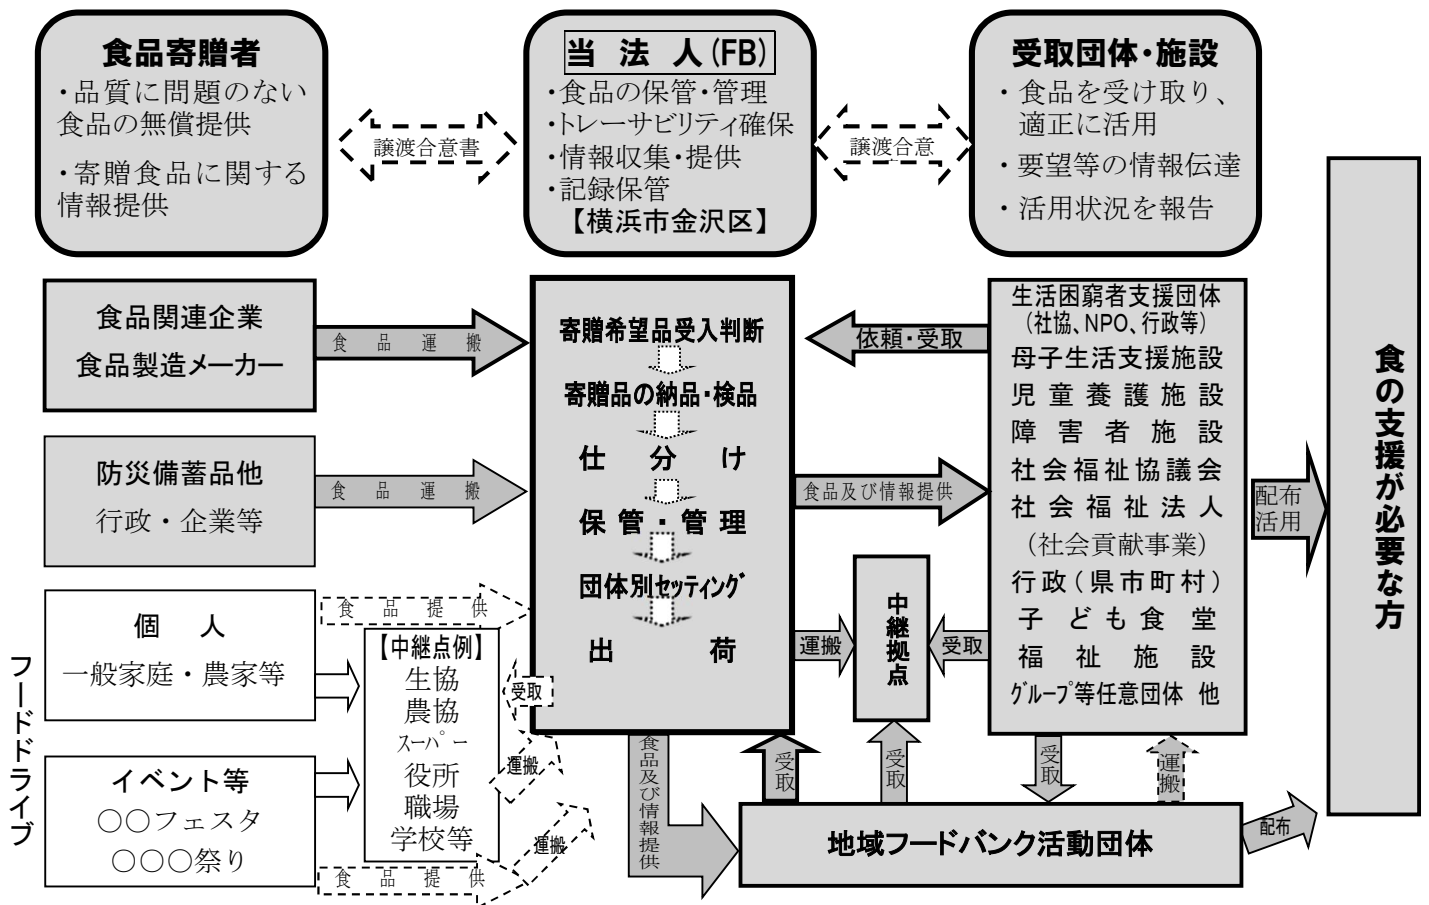 食品寄贈者
・品質に問題のない
食品の無償提供
・寄贈食品に関する
情報提供
譲渡合意書
当 法 人(FB)
・食品の保管・管理
・トレーサビリティ確保
・情報収集・提供
・記録保管
【横浜市金沢区】
譲渡合意
受取団体・施設
・食品を受け取り、
適正に活用
・要望等の情報伝達
・活用状況を報告
食品関連企業
食品製造メーカー
食 品 運 搬
防災備蓄品他
行政・企業等
食 品 運 搬
フードドライブ
個 人
一般家庭・農家等
食 品 提 供
イベント等
○○フェスタ
○○○祭り
食 品 提 供
【中継点例】
生協
農協
スーパー
役所
職場
学校等
受取
運搬
運搬
寄贈希望品受入判断
寄贈品の納品・検品
仕 分 け
保 管 ・ 管 理
団体別セッティング
出 荷
依頼・受取
食品及び情報提供
運搬
中継拠点
受取
生活困窮者支援団体
(社協、NPO、行政等)
母子生活支援施設
児 童 養 護 施 設
障 害 者 施 設
社 会 福 祉 協 議 会
社 会 福 祉 法 人
(社会貢献事業)
行 政 ( 県 市 町 村 )
子 ど も 食 堂
福 祉 施 設
グループ等任意団体 他
配布
活用
食の支援が必要な方
食品及び情報提供
受取
受取
受取
運搬
地域フードバンク活動団体
配布